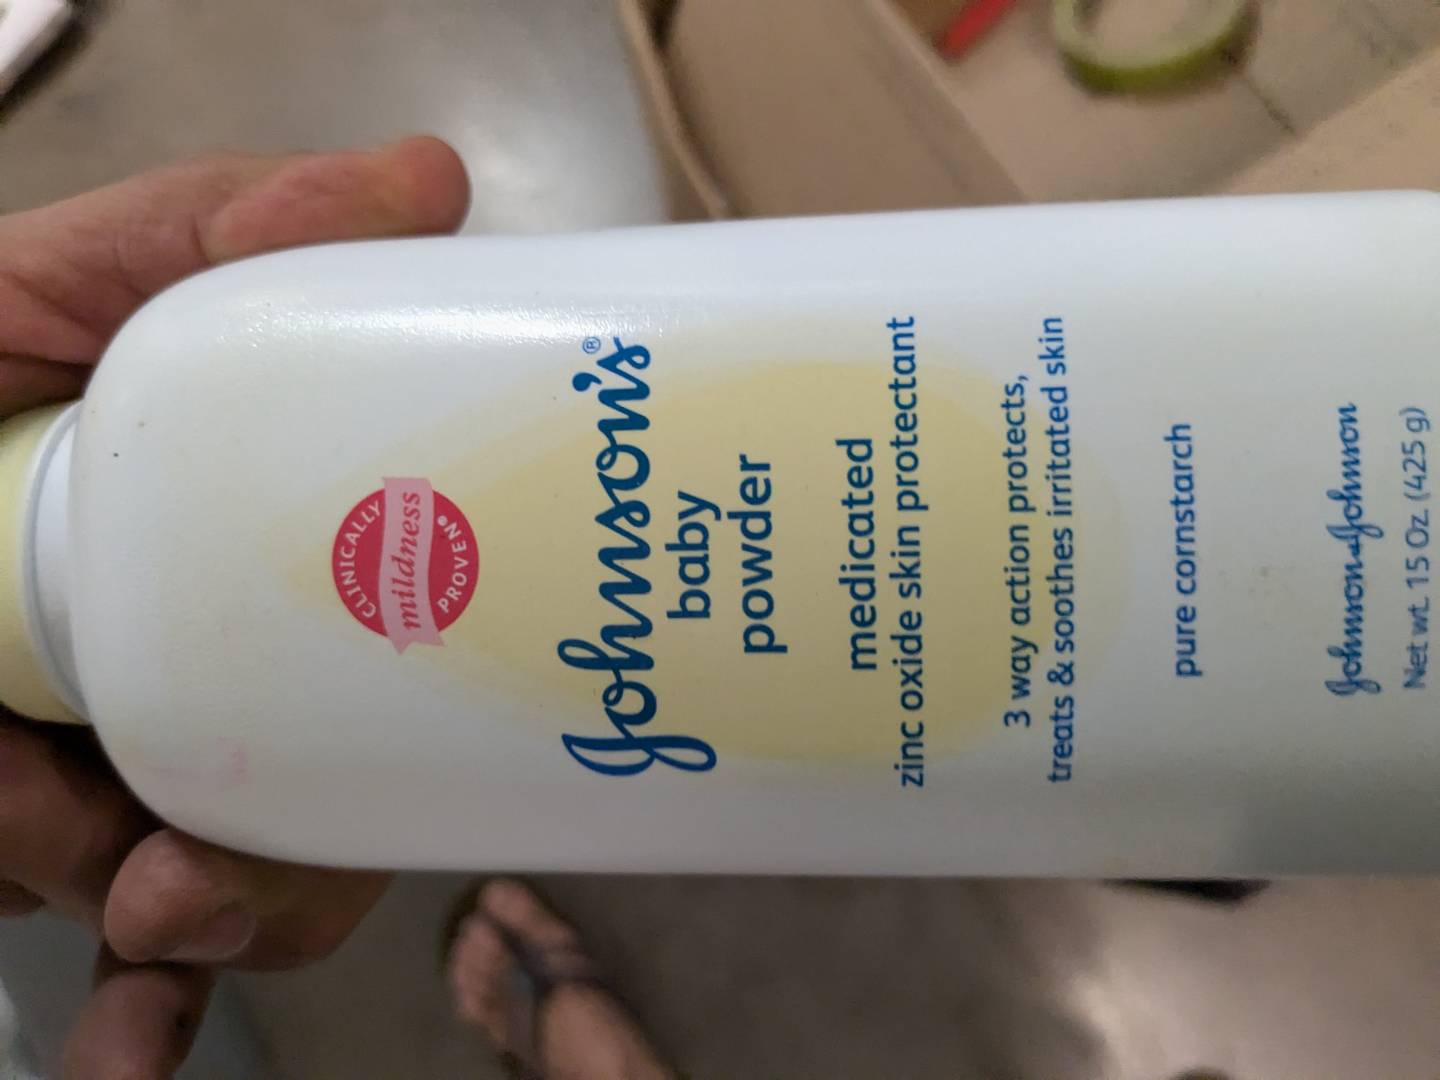 CLINICALLY
mildness
PROVEN®
Johnson's®
baby
powder
medicated
zinc oxide skin protectant
3 way action protects,
treats & soothes irritated skin
pure cornstarch
Johnson & Johnson
Net wt. 15 Oz. (425 g)